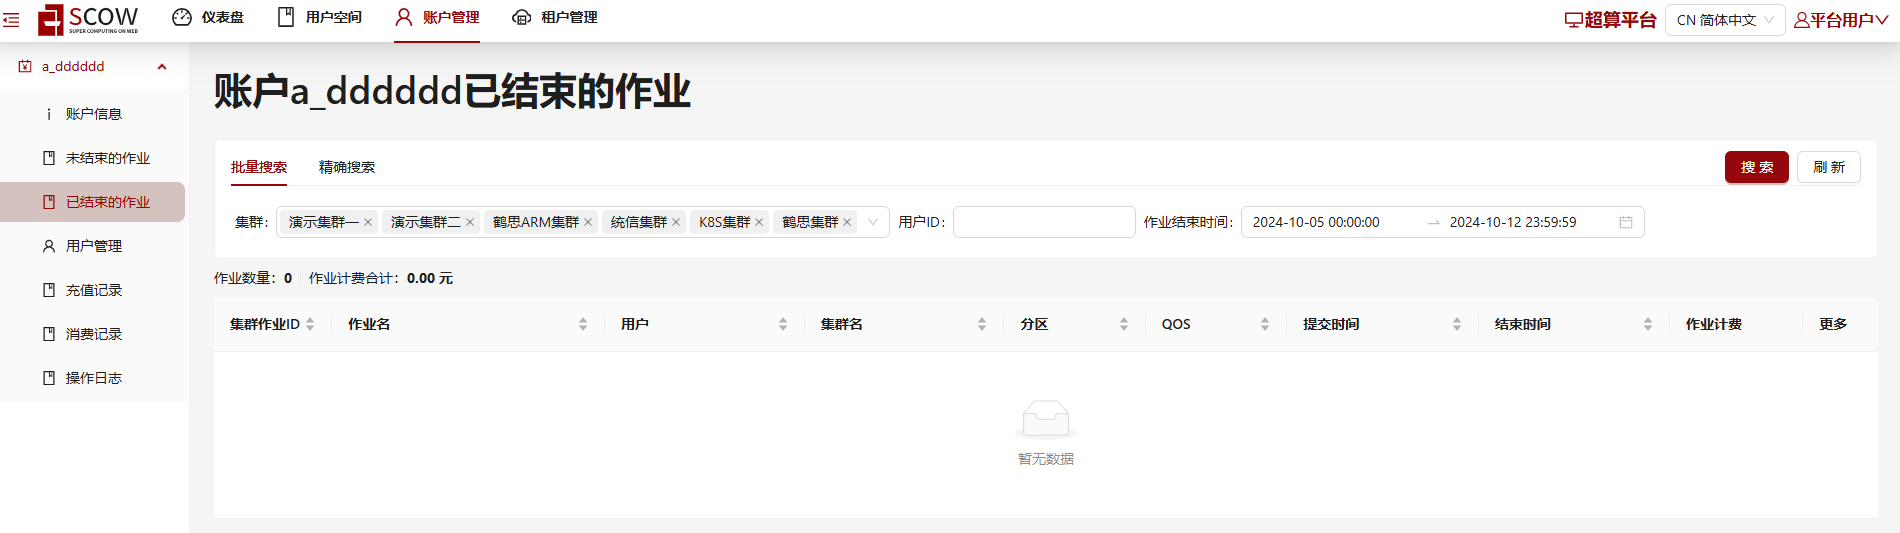 SCOW
SUPER COMPUTING ON WEB
仪表盘 用户空间 账户管理 租户管理 超算平台 CN 简体中文 平台用户
a_dddddd
账户信息
未结束的作业
已结束的作业
用户管理
充值记录
消费记录
操作日志
账户a_dddddd已结束的作业
批量搜索 精确搜索 搜 索 刷 新
集群: 演示集群一 演示集群二 鹤思ARM集群 统信集群 K8S集群 鹤思集群 用户ID: 作业结束时间: 2024-10-05 00:00:00 2024-10-12 23:59:59
作业数量: 0 作业计费合计: 0.00 元
集群作业ID 作业名 用户 集群名 分区 QOS 提交时间 结束时间 作业计费 更多
暂无数据